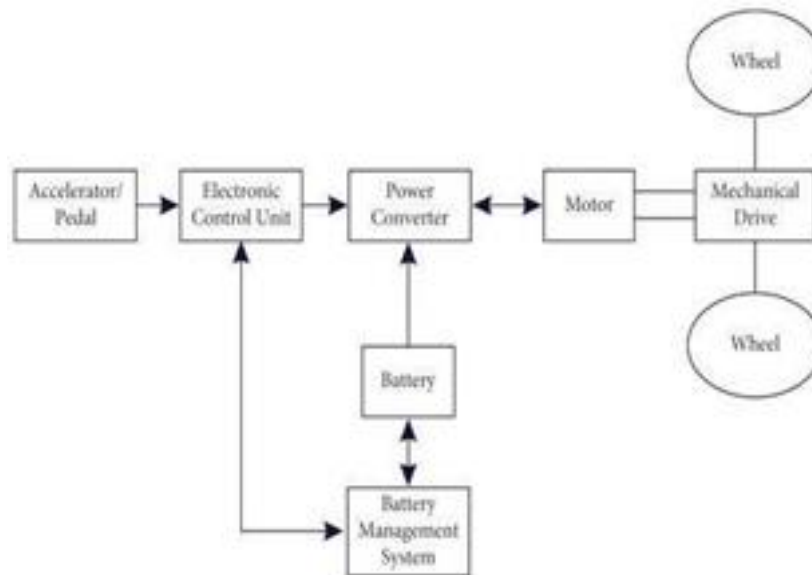 Wheel
Accelerator/
Pedal
Electronic
Control Unit
Power
Converter
Motor
Mechanical
Drive
Battery
Wheel
Battery
Management
System